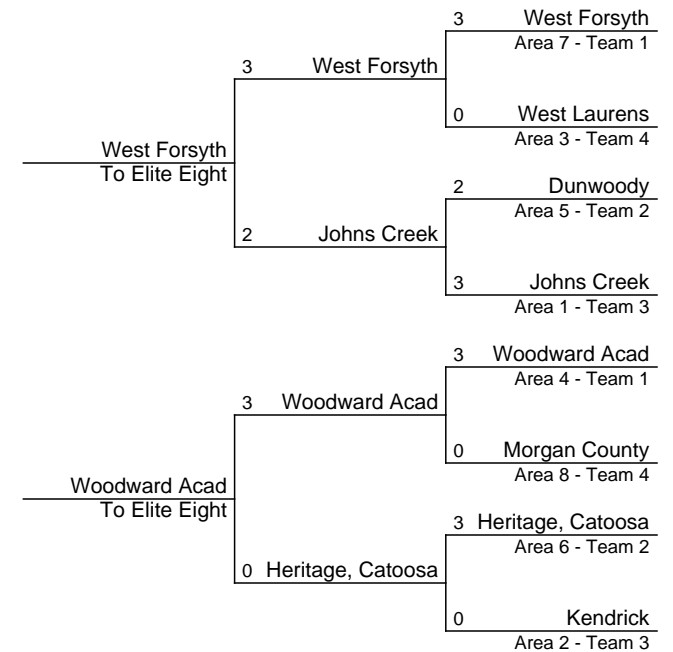 3 West Forsyth
Area 7 - Team 1
3 West Forsyth
0 West Laurens
Area 3 - Team 4
West Forsyth
To Elite Eight
2 Dunwoody
Area 5 - Team 2
2 Johns Creek
3 Johns Creek
Area 1 - Team 3
3 Woodward Acad
Area 4 - Team 1
3 Woodward Acad
0 Morgan County
Area 8 - Team 4
Woodward Acad
To Elite Eight
3 Heritage, Catoosa
Area 6 - Team 2
0 Heritage, Catoosa
0 Kendrick
Area 2 - Team 3